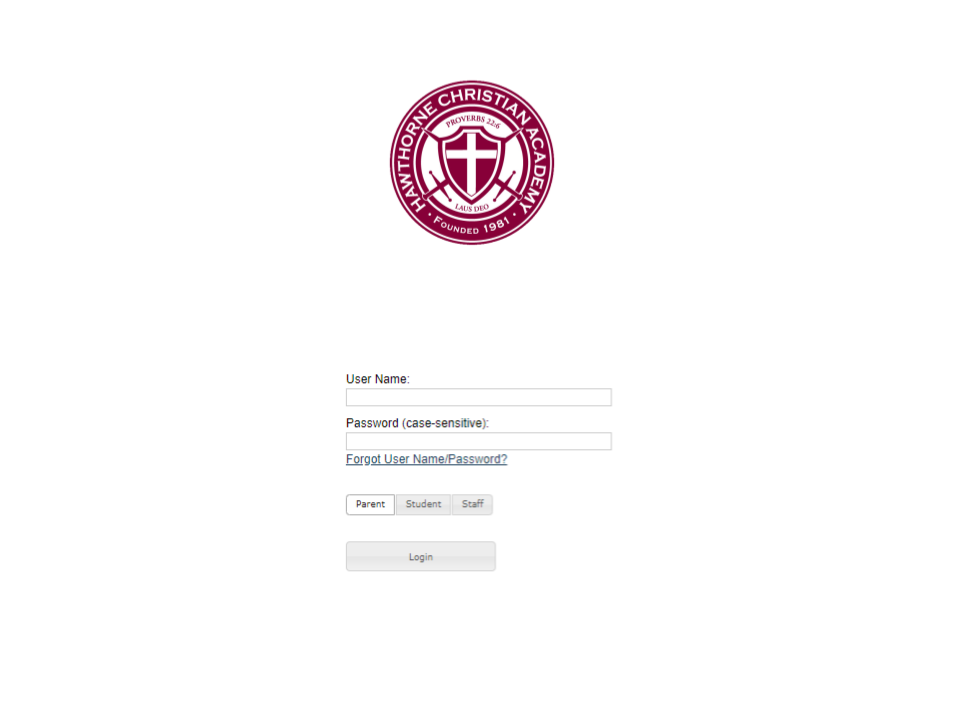 HAWTHORNE CHRISTIAN ACADEMY
PROVERBS 22:6
LAUS DEO
• FOUNDED 1981 •
User Name:
Password (case-sensitive):
Forgot User Name/Password?
Parent Student Staff
Login